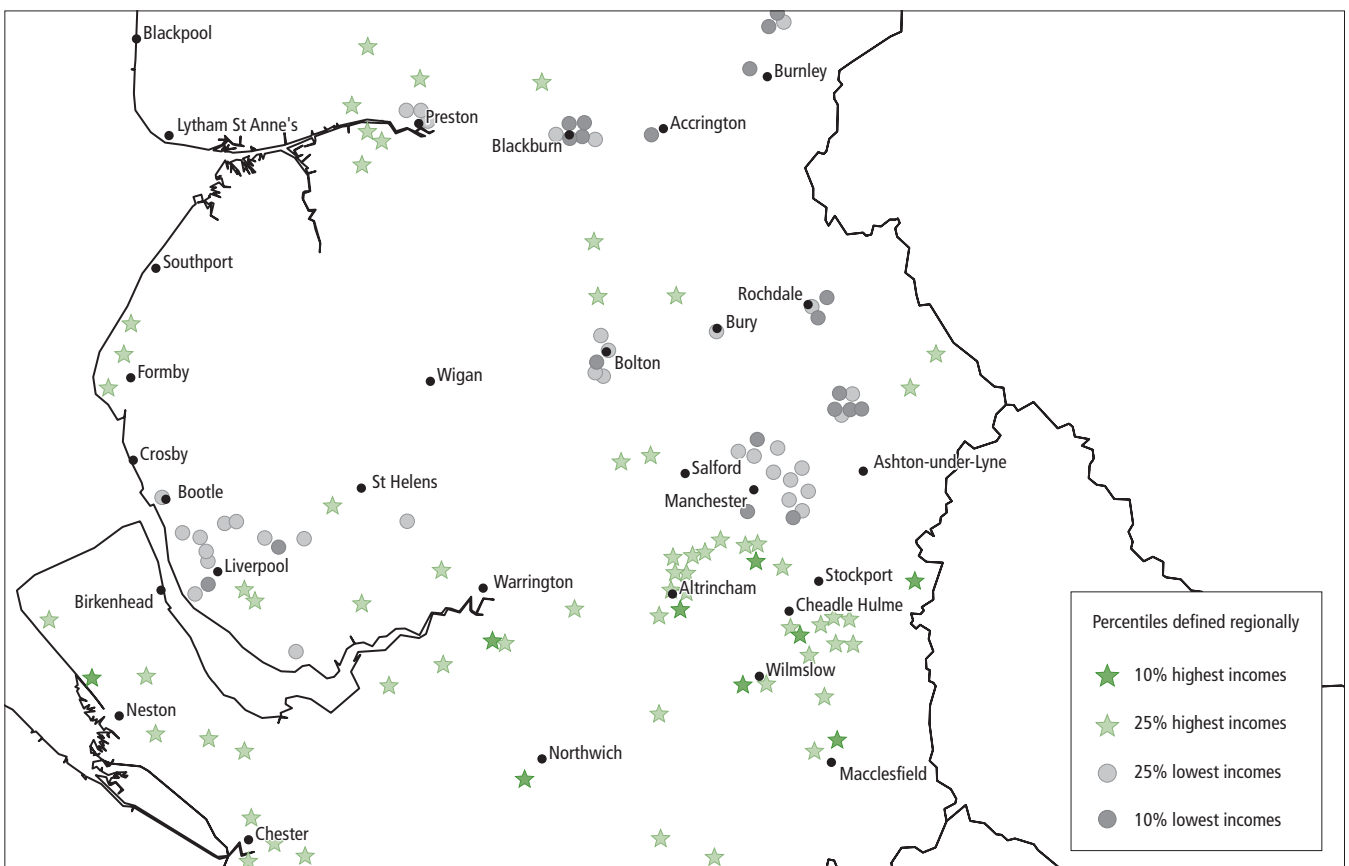 Blackpool
Burnley
Lytham St Anne's
Preston
Accrington
Blackburn
Southport
Rochdale
Bury
Bolton
Formby
Wigan
Crosby
Ashton-under-Lyne
Salford
St Helens
Bootle
Manchester
Liverpool
Stockport
Warrington
Altrincham
Birkenhead
Cheadle Hulme
Wilmslow
Neston
Northwich
Macclesfield
Chester
Percentiles defined regionally
10% highest incomes
25% highest incomes
25% lowest incomes
10% lowest incomes